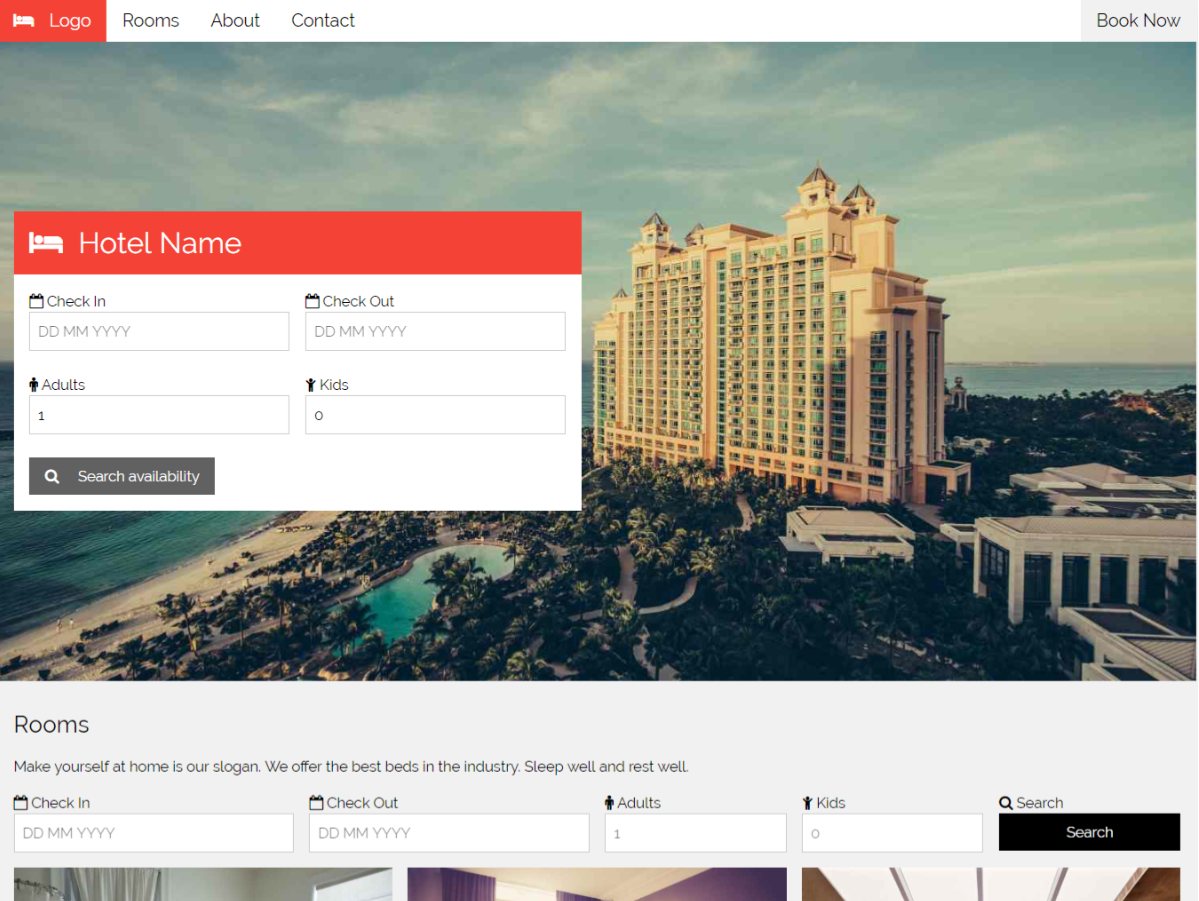 Logo Rooms About Contact Book Now
Hotel Name
Check In Check Out
DD MM YYYY DD MM YYYY
Adults Kids
1 0
Search availability
Rooms
Make yourself at home is our slogan. We offer the best beds in the industry. Sleep well and rest well.
Check In Check Out Adults Kids Search
DD MM YYYY DD MM YYYY 1 0 Search